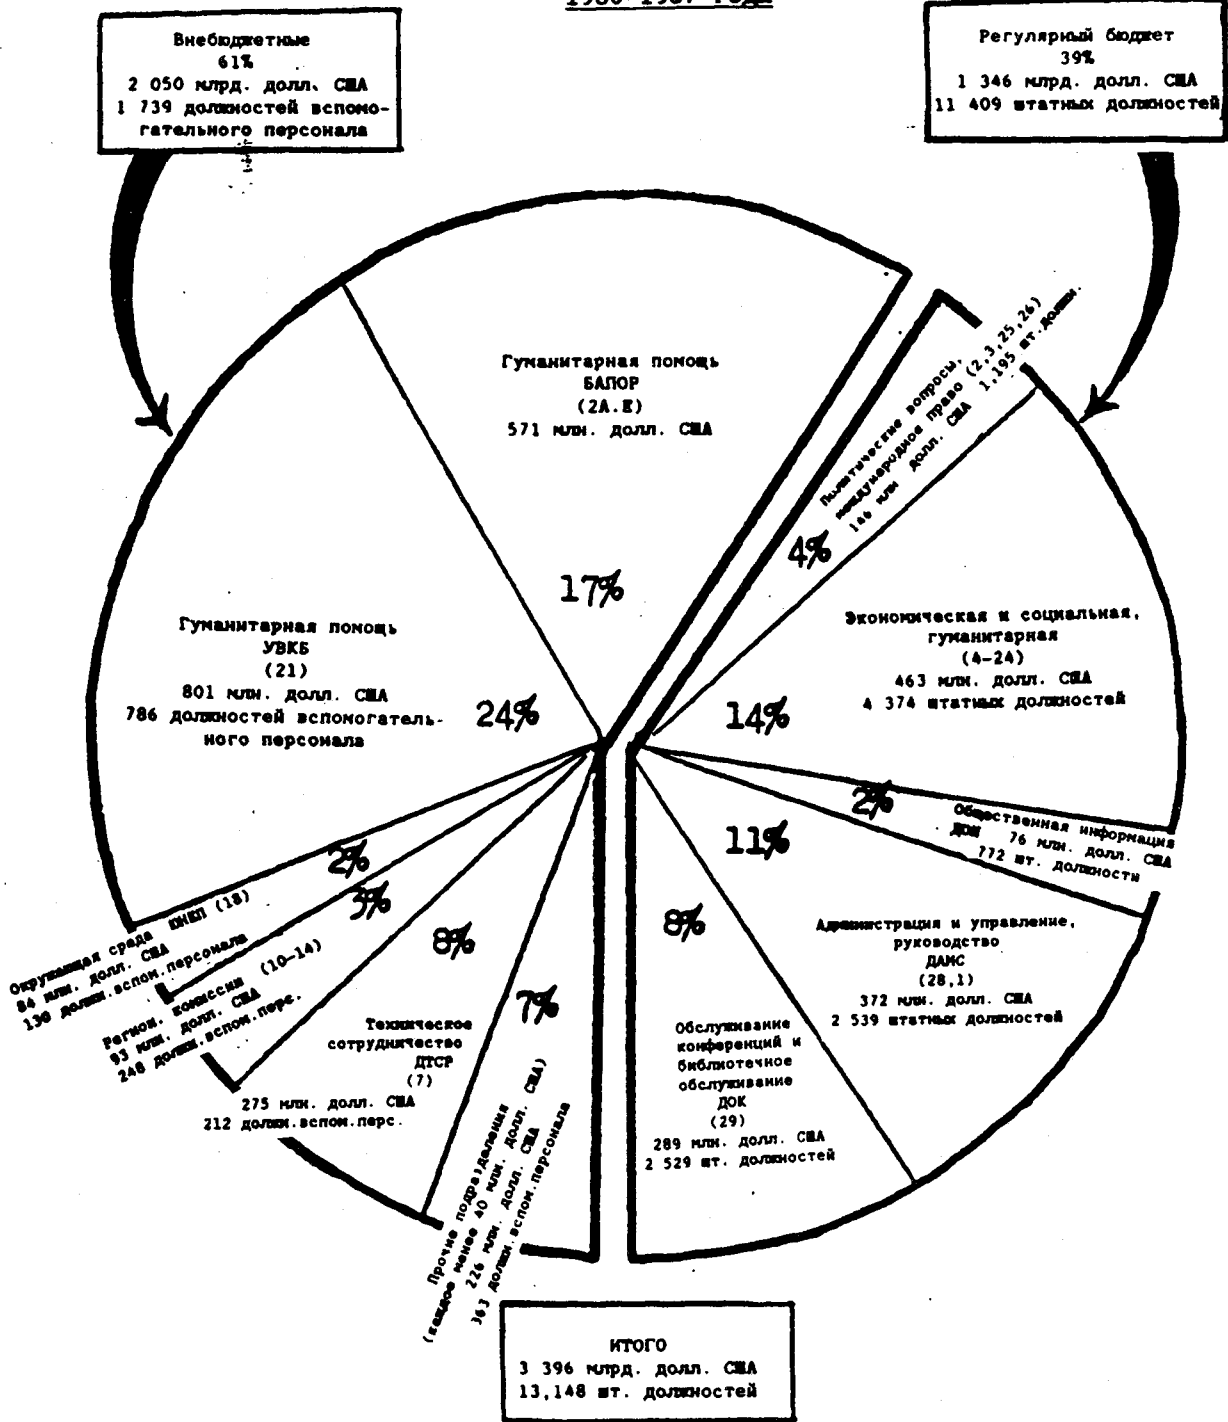 1986-1987 годы
Внебюджетные
61%
2 050 млрд. долл. США
1 739 должностей вспомо-
гательного персонала
Регулярный бюджет
39%
1 346 млрд. долл. США
11 409 штатных должностей
Гуманитарная помощь
БАПОР
(2A.E)
571 млн. долл. США
17%
Политические вопросы,
международное право (2,3,25,26)
146 млн долл. США 1,195 шт.должн.
4%
Экономическая и социальная,
гуманитарная
(4-24)
463 млн. долл. США
4 374 штатных должностей
14%
Гуманитарная помощь
УВКБ
(21)
801 млн. долл. США
786 должностей вспомогатель-
ного персонала
24%
2%
Общественная информация
ДОИ 76 млн. долл. США
772 шт. должности
11%
Администрация и управление,
руководство
ДАМС
(28,1)
372 млн. долл. США
2 539 штатных должностей
8%
Обслуживание
конференций и
библиотечное
обслуживание
ДОК
(29)
289 млн. долл. США
2 529 шт. должностей
2%
Окружающая среда ЮНЕП (18)
84 млн. долл. США
130 должн.вспом.персонала
3%
Регион. комиссии (10-14)
93 млн. долл. США
248 должн.вспом.перс.
8%
Техническое
сотрудничество
ДТСР
(7)
275 млн. долл. США
212 должн.вспом.перс.
7%
Прочие подразделения
(каждое менее 40 млн. долл. США)
226 млн. долл. США
363 должн.вспом.персонала
ИТОГО
3 396 млрд. долл. США
13,148 шт. должностей